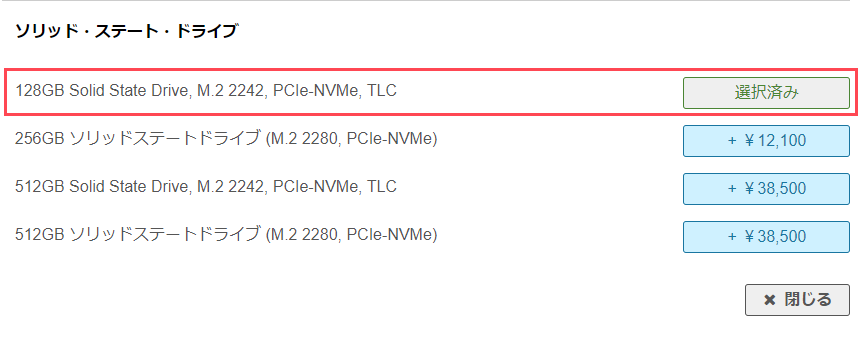 ソリッド・ステート・ドライブ
128GB Solid State Drive, M.2 2242, PCIe-NVMe, TLC 選択済み
256GB ソリッドステートドライブ (M.2 2280, PCIe-NVMe) + ￥12,100
512GB Solid State Drive, M.2 2242, PCIe-NVMe, TLC + ￥38,500
512GB ソリッドステートドライブ (M.2 2280, PCIe-NVMe) + ￥38,500
✖ 閉じる